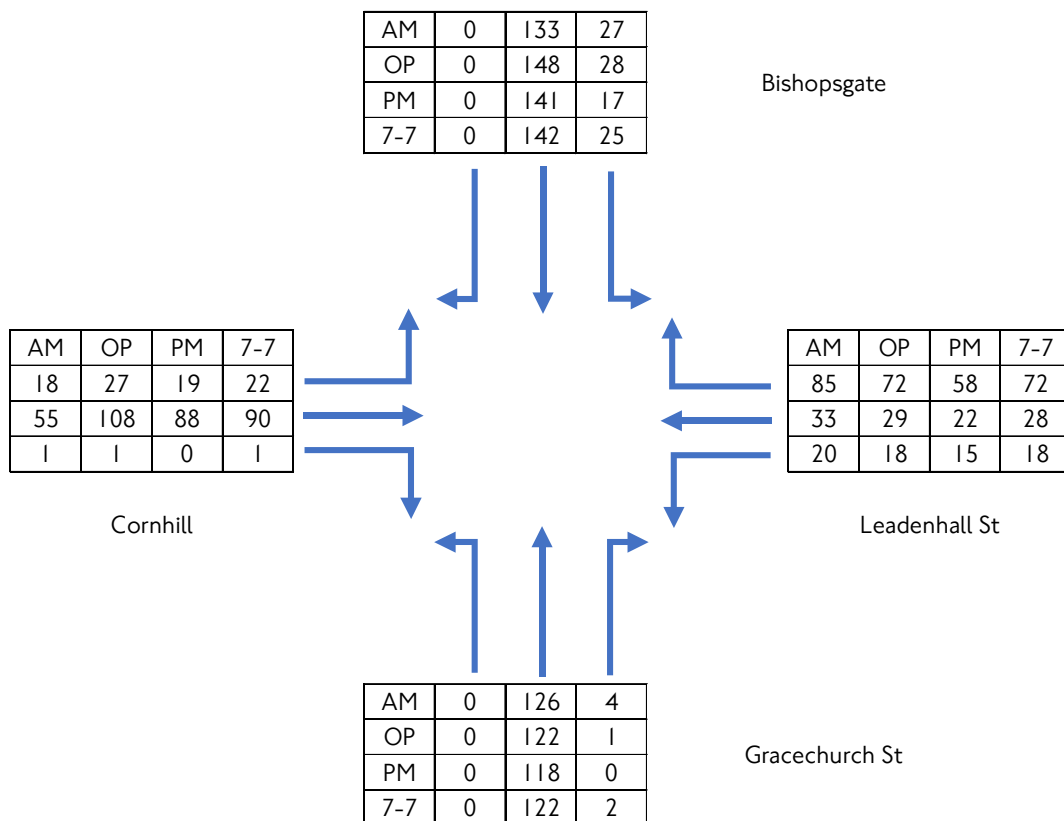 AM 0 133 27
OP 0 148 28
PM 0 141 17
7-7 0 142 25
Bishopsgate
AM OP PM 7-7
18 27 19 22
55 108 88 90
1 1 0 1
Cornhill
AM OP PM 7-7
85 72 58 72
33 29 22 28
20 18 15 18
Leadenhall St
AM 0 126 4
OP 0 122 1
PM 0 118 0
7-7 0 122 2
Gracechurch St